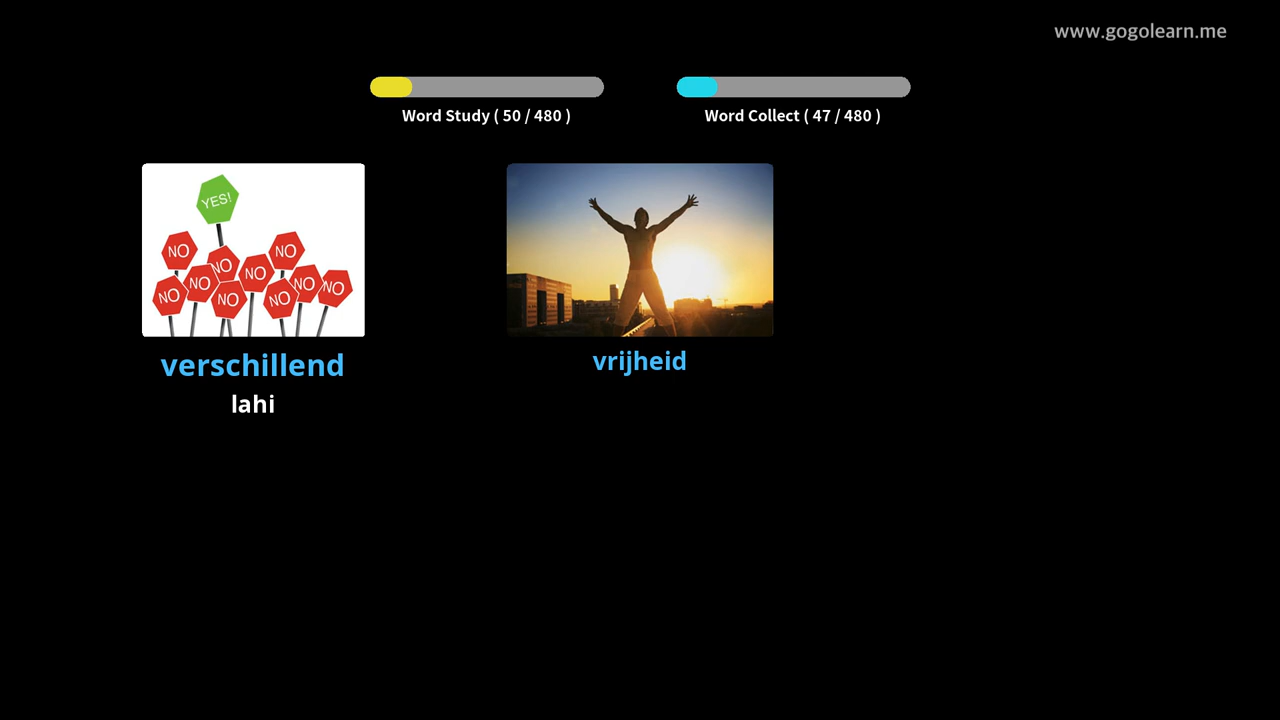 www.gogolearn.me
Word Study ( 50 / 480 )
Word Collect ( 47 / 480 )
YES!
NO
NO
NO
NO
NO
NO
NO
NO
NO
NO
verschillend
lahi
vrijheid